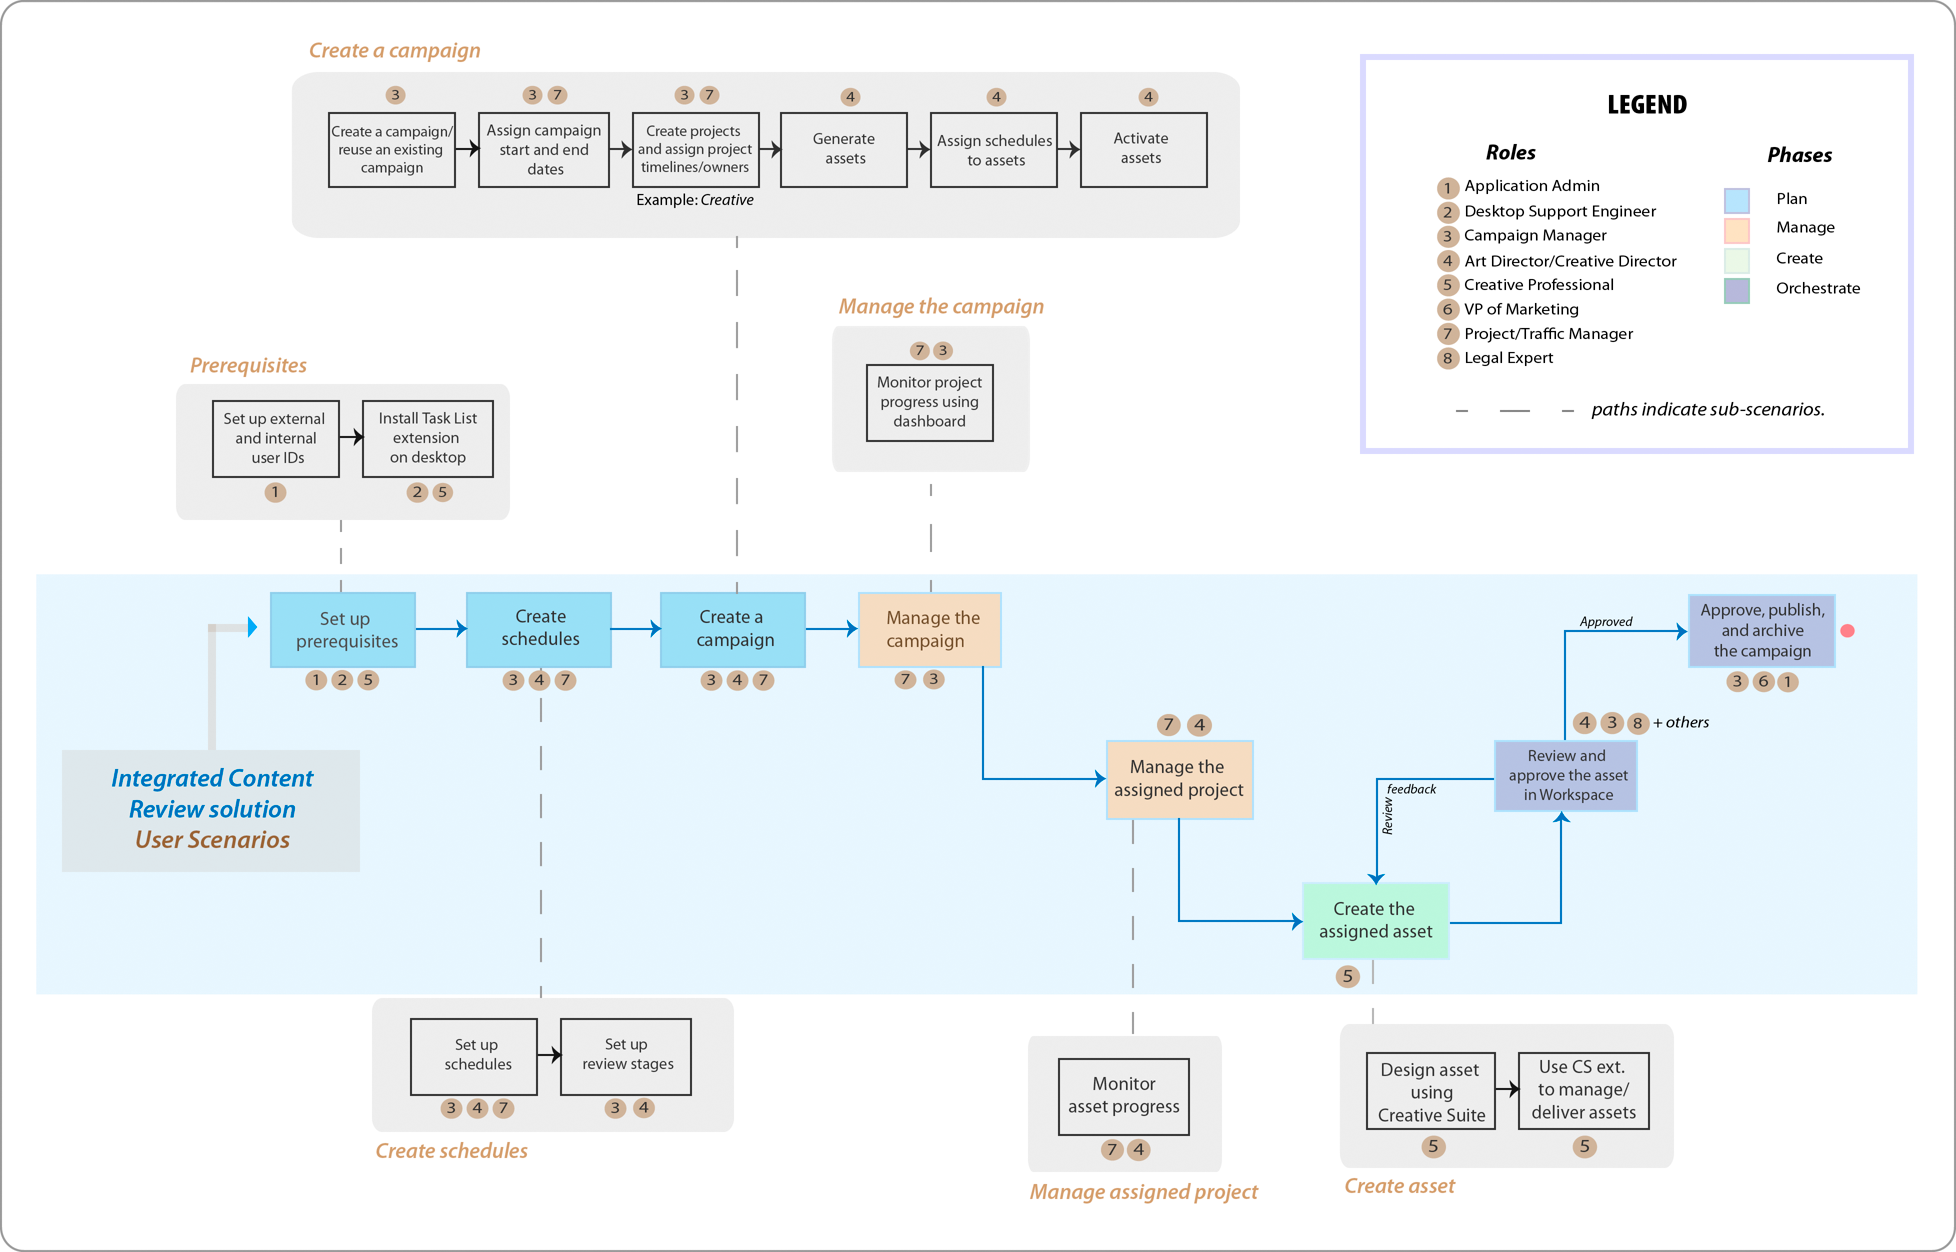 Create a campaign
3
3 7
3 7
4
4
4
Create a campaign/
reuse an existing
campaign
Assign campaign
start and end
dates
Create projects
and assign project
timelines/owners
Generate
assets
Assign schedules
to assets
Activate
assets
Example: Creative
LEGEND
Roles
1 Application Admin
2 Desktop Support Engineer
3 Campaign Manager
4 Art Director/Creative Director
5 Creative Professional
6 VP of Marketing
7 Project/Traffic Manager
8 Legal Expert
Phases
Plan
Manage
Create
Orchestrate
paths indicate sub-scenarios.
Manage the campaign
7 3
Monitor project
progress using
dashboard
Prerequisites
Set up external
and internal
user IDs
Install Task List
extension
on desktop
1
2 5
Set up
prerequisites
1 2 5
Create
schedules
3 4 7
Create a
campaign
3 4 7
Manage the
campaign
7 3
Approved
Approve, publish,
and archive
the campaign
3 6 1
4 3 8 + others
Review and
approve the asset
in Workspace
7 4
Manage the
assigned project
feedback
Review
Create the
assigned asset
5
Integrated Content
Review solution
User Scenarios
Set up
schedules
Set up
review stages
3 4 7
3 4
Create schedules
Monitor
asset progress
7 4
Manage assigned project
Design asset
using
Creative Suite
Use CS ext.
to manage/
deliver assets
5
5
Create asset